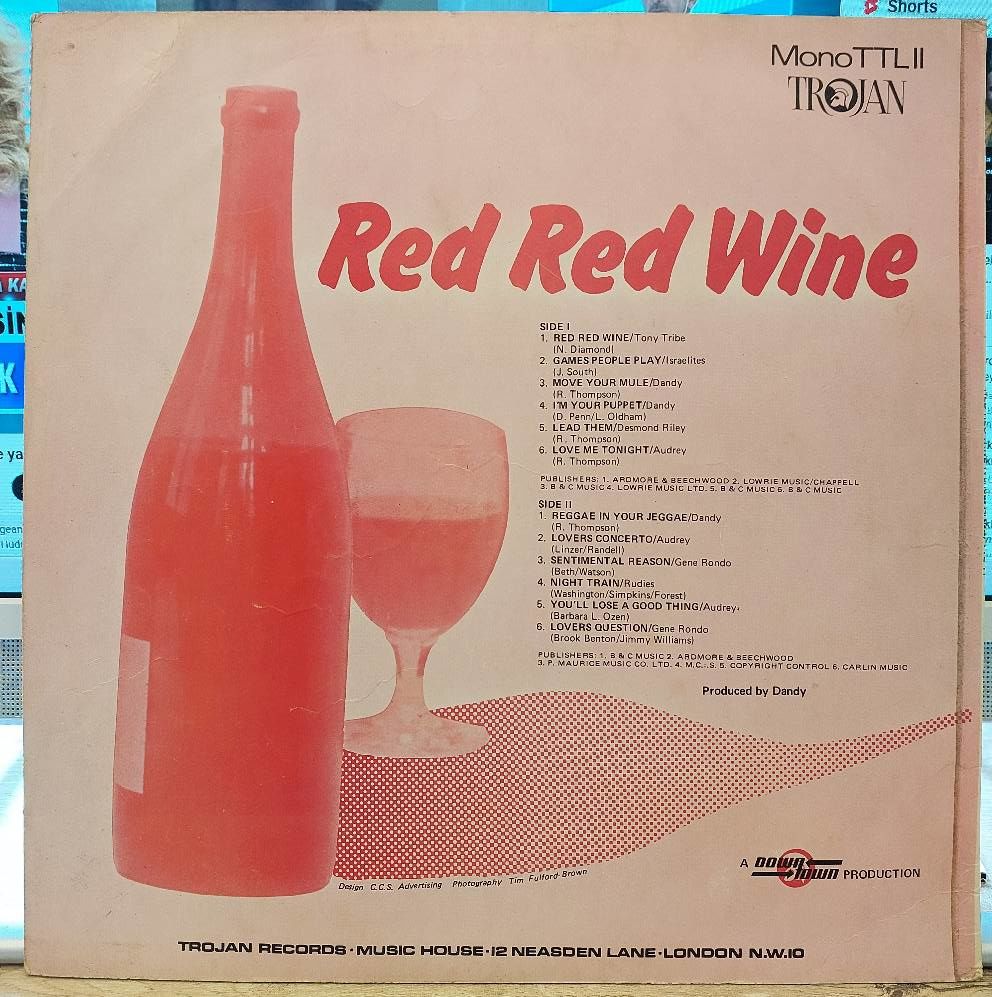 Shorts
MonoTTL II
TROJAN
Red Red Wine
SIDE I
1. RED RED WINE/Tony Tribe
(N. Diamond)
2. GAMES PEOPLE PLAY/Israelites
(J. South)
3. MOVE YOUR MULE/Dandy
(R. Thompson)
4. I'M YOUR PUPPET/Dandy
(D. Penn/L. Oldham)
5. LEAD THEM/Desmond Riley
(R. Thompson)
6. LOVE ME TONIGHT/Audrey
(R. Thompson)
PUBLISHERS: 1. ARDMORE & BEECHWOOD 2. LOWRIE MUSIC/CHAPPELL
3. B & C MUSIC 4. LOWRIE MUSIC LTD. 5. B & C MUSIC 6. B & C MUSIC
SIDE II
1. REGGAE IN YOUR JEGGAE/Dandy
(R. Thompson)
2. LOVERS CONCERTO/Audrey
(Linzer/Randell)
3. SENTIMENTAL REASON/Gene Rondo
(Beth/Watson)
4. NIGHT TRAIN/Rudies
(Washington/Simpkins/Forest)
5. YOU'LL LOSE A GOOD THING/Audrey.
(Barbara L. Ozen)
6. LOVERS QUESTION/Gene Rondo
(Brook Benton/Jimmy Williams)
PUBLISHERS: 1. B & C MUSIC 2. ARDMORE & BEECHWOOD
3. P. MAURICE MUSIC CO. LTD. 4. M.C.P.S. 5. COPYRIGHT CONTROL 6. CARLIN MUSIC
Produced by Dandy
A DOWN TOWN PRODUCTION
Design C.C.S. Advertising Photography Tim Fulford-Brown
TROJAN RECORDS · MUSIC HOUSE · 12 NEASDEN LANE · LONDON N.W.10